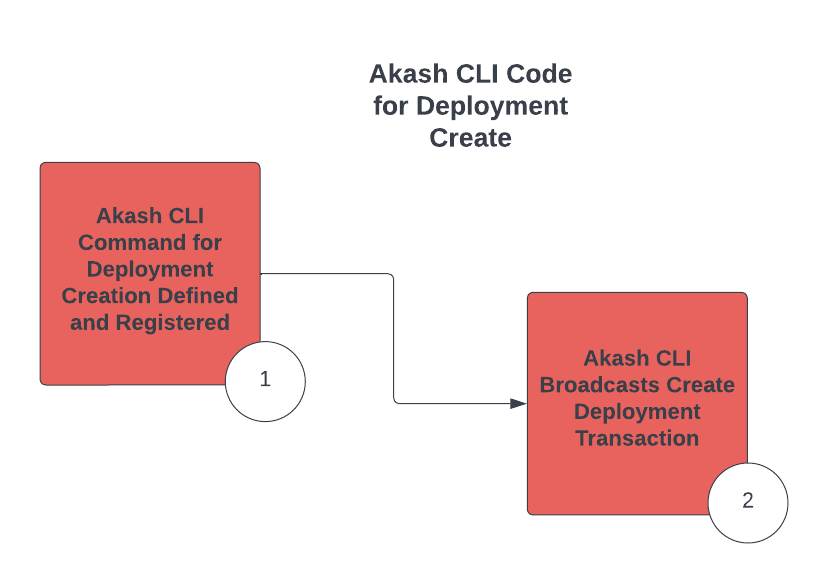 Akash CLI Code
for Deployment
Create
Akash CLI
Command for
Deployment
Creation Defined
and Registered
1
Akash CLI
Broadcasts Create
Deployment
Transaction
2